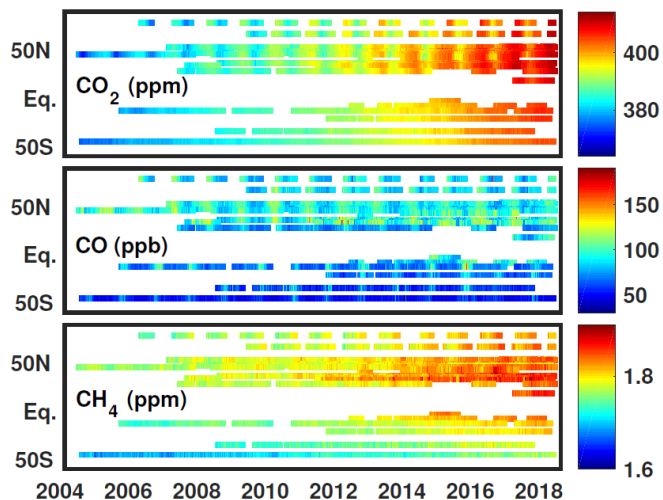 50N
Eq.
50S
CO₂ (ppm)
400
380
50N
Eq.
50S
CO (ppb)
150
100
50
50N
Eq.
50S
CH₄ (ppm)
1.8
1.6
2004 2006 2008 2010 2012 2014 2016 2018